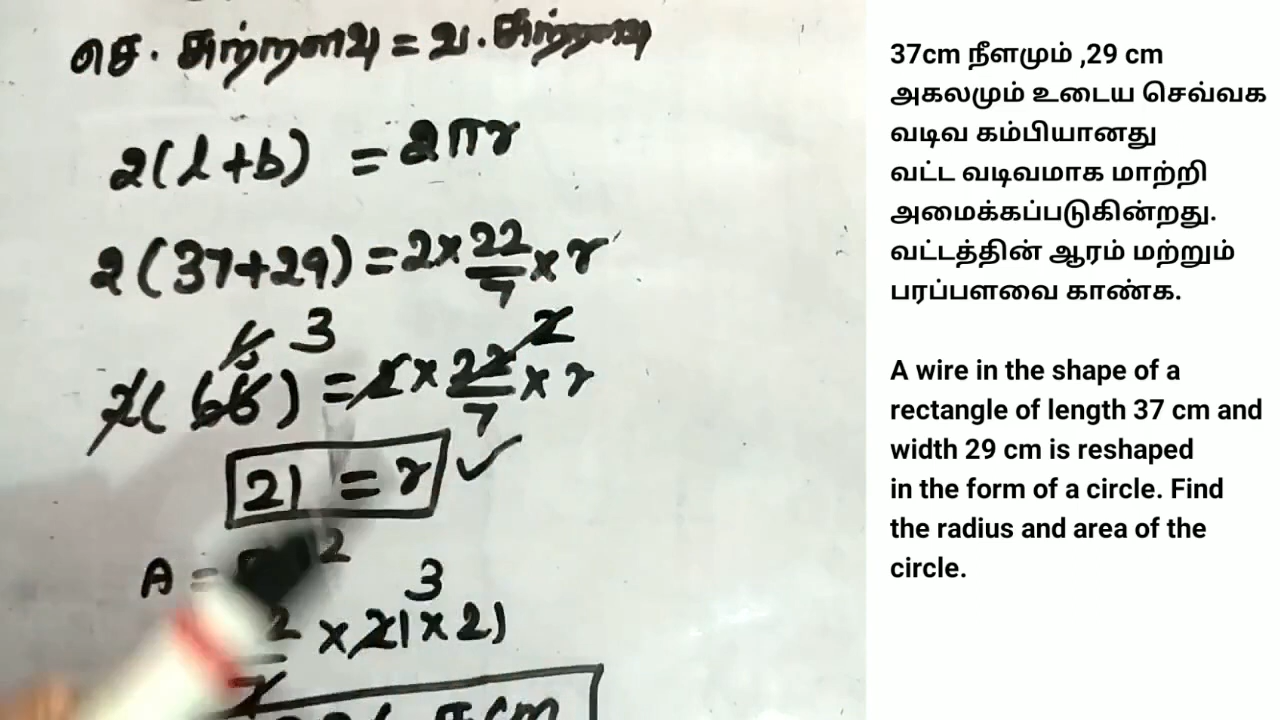 செ. சுற்றளவு = வ. சுற்றளவு
2(l+b) = 2πr
2(37+29) = 2 × 22/7 × r
3
2(66) = 2 × 22/7 × r
21 = r ✓
A = 2
3
× 21 × 21
cm
37cm நீளமும் ,29 cm
அகலமும் உடைய செவ்வக
வடிவ கம்பியானது
வட்ட வடிவமாக மாற்றி
அமைக்கப்படுகின்றது.
வட்டத்தின் ஆரம் மற்றும்
பரப்பளவை காண்க.
A wire in the shape of a
rectangle of length 37 cm and
width 29 cm is reshaped
in the form of a circle. Find
the radius and area of the
circle.